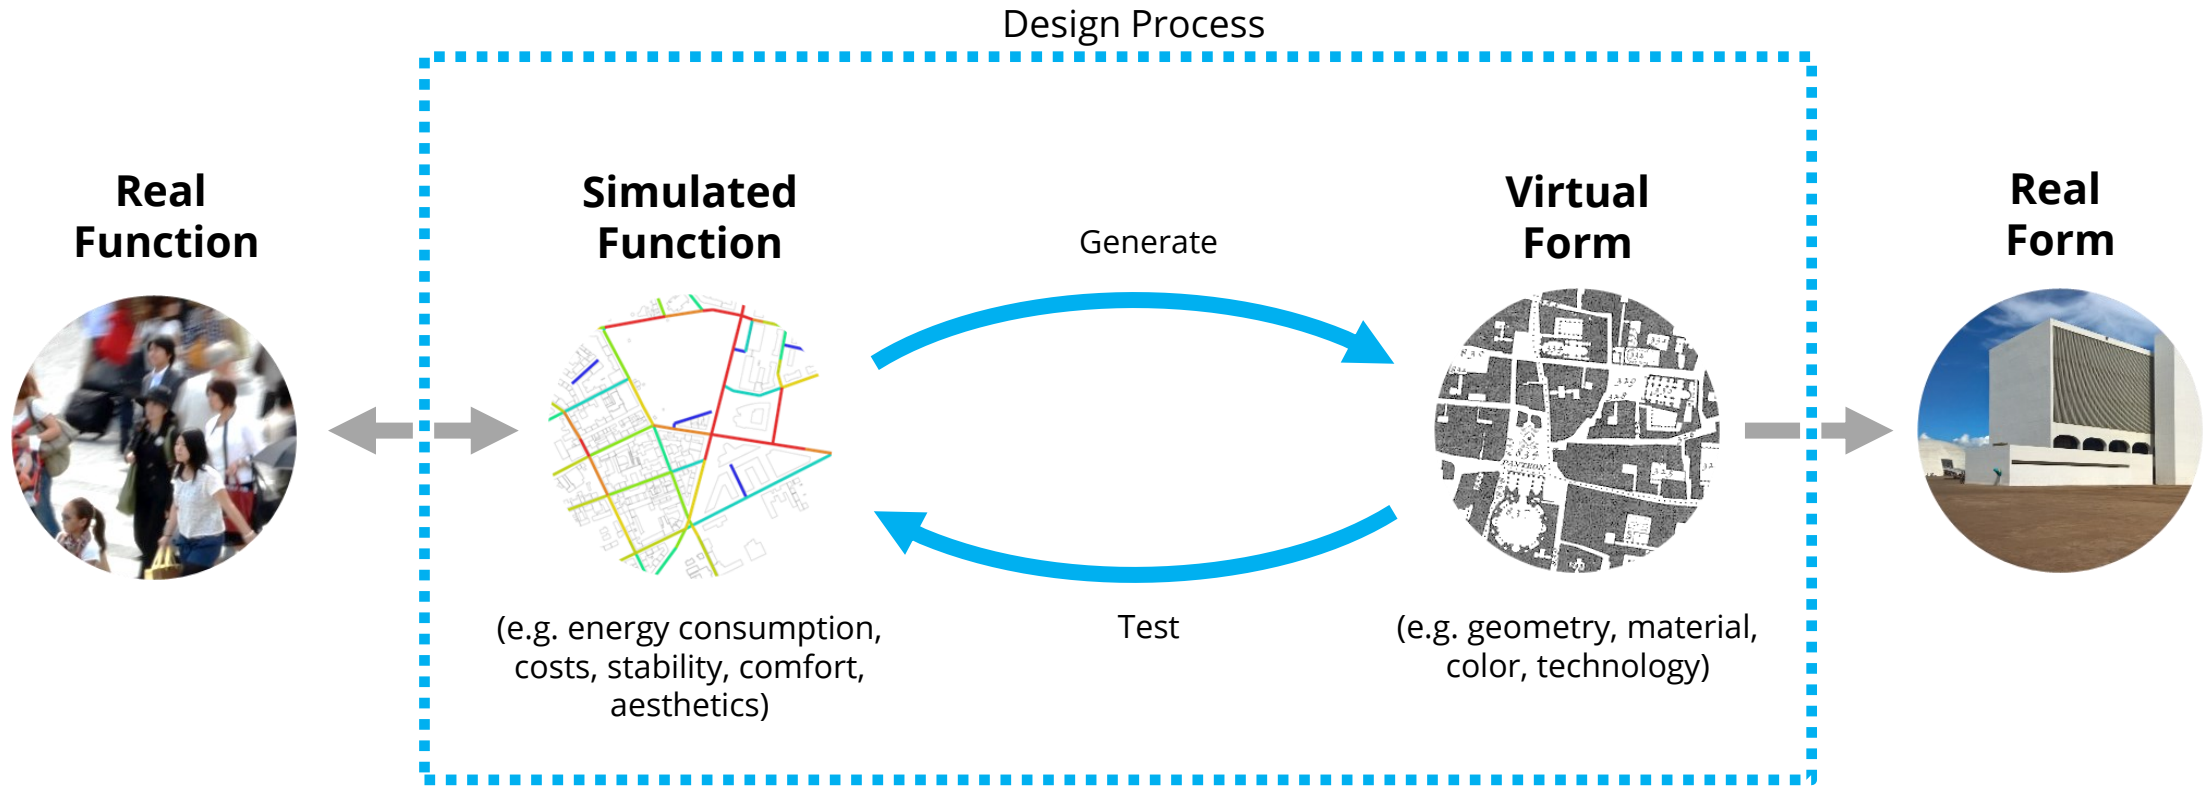 Design Process
Real
Function
Simulated
Function
Generate
Virtual
Form
Real
Form
PANTEON
(e.g. energy consumption,
costs, stability, comfort,
aesthetics)
Test
(e.g. geometry, material,
color, technology)